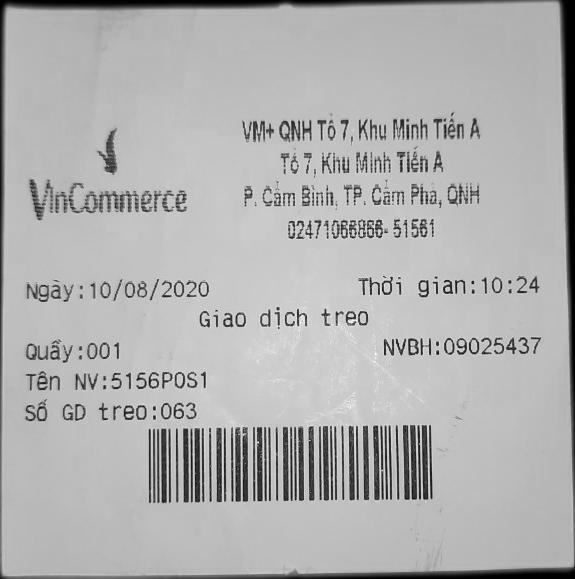 VinCommerce
VM+ QNH Tổ 7, Khu Minh Tiến A
Tổ 7, Khu Minh Tiến A
P. Cẩm Bình, TP. Cẩm Phả, QNH
02471066866-51561
Ngày:10/08/2020 Thời gian:10:24
Giao dịch treo
Quầy:001 NVBH:09025437
Tên NV:5156POS1
Số GD treo:063